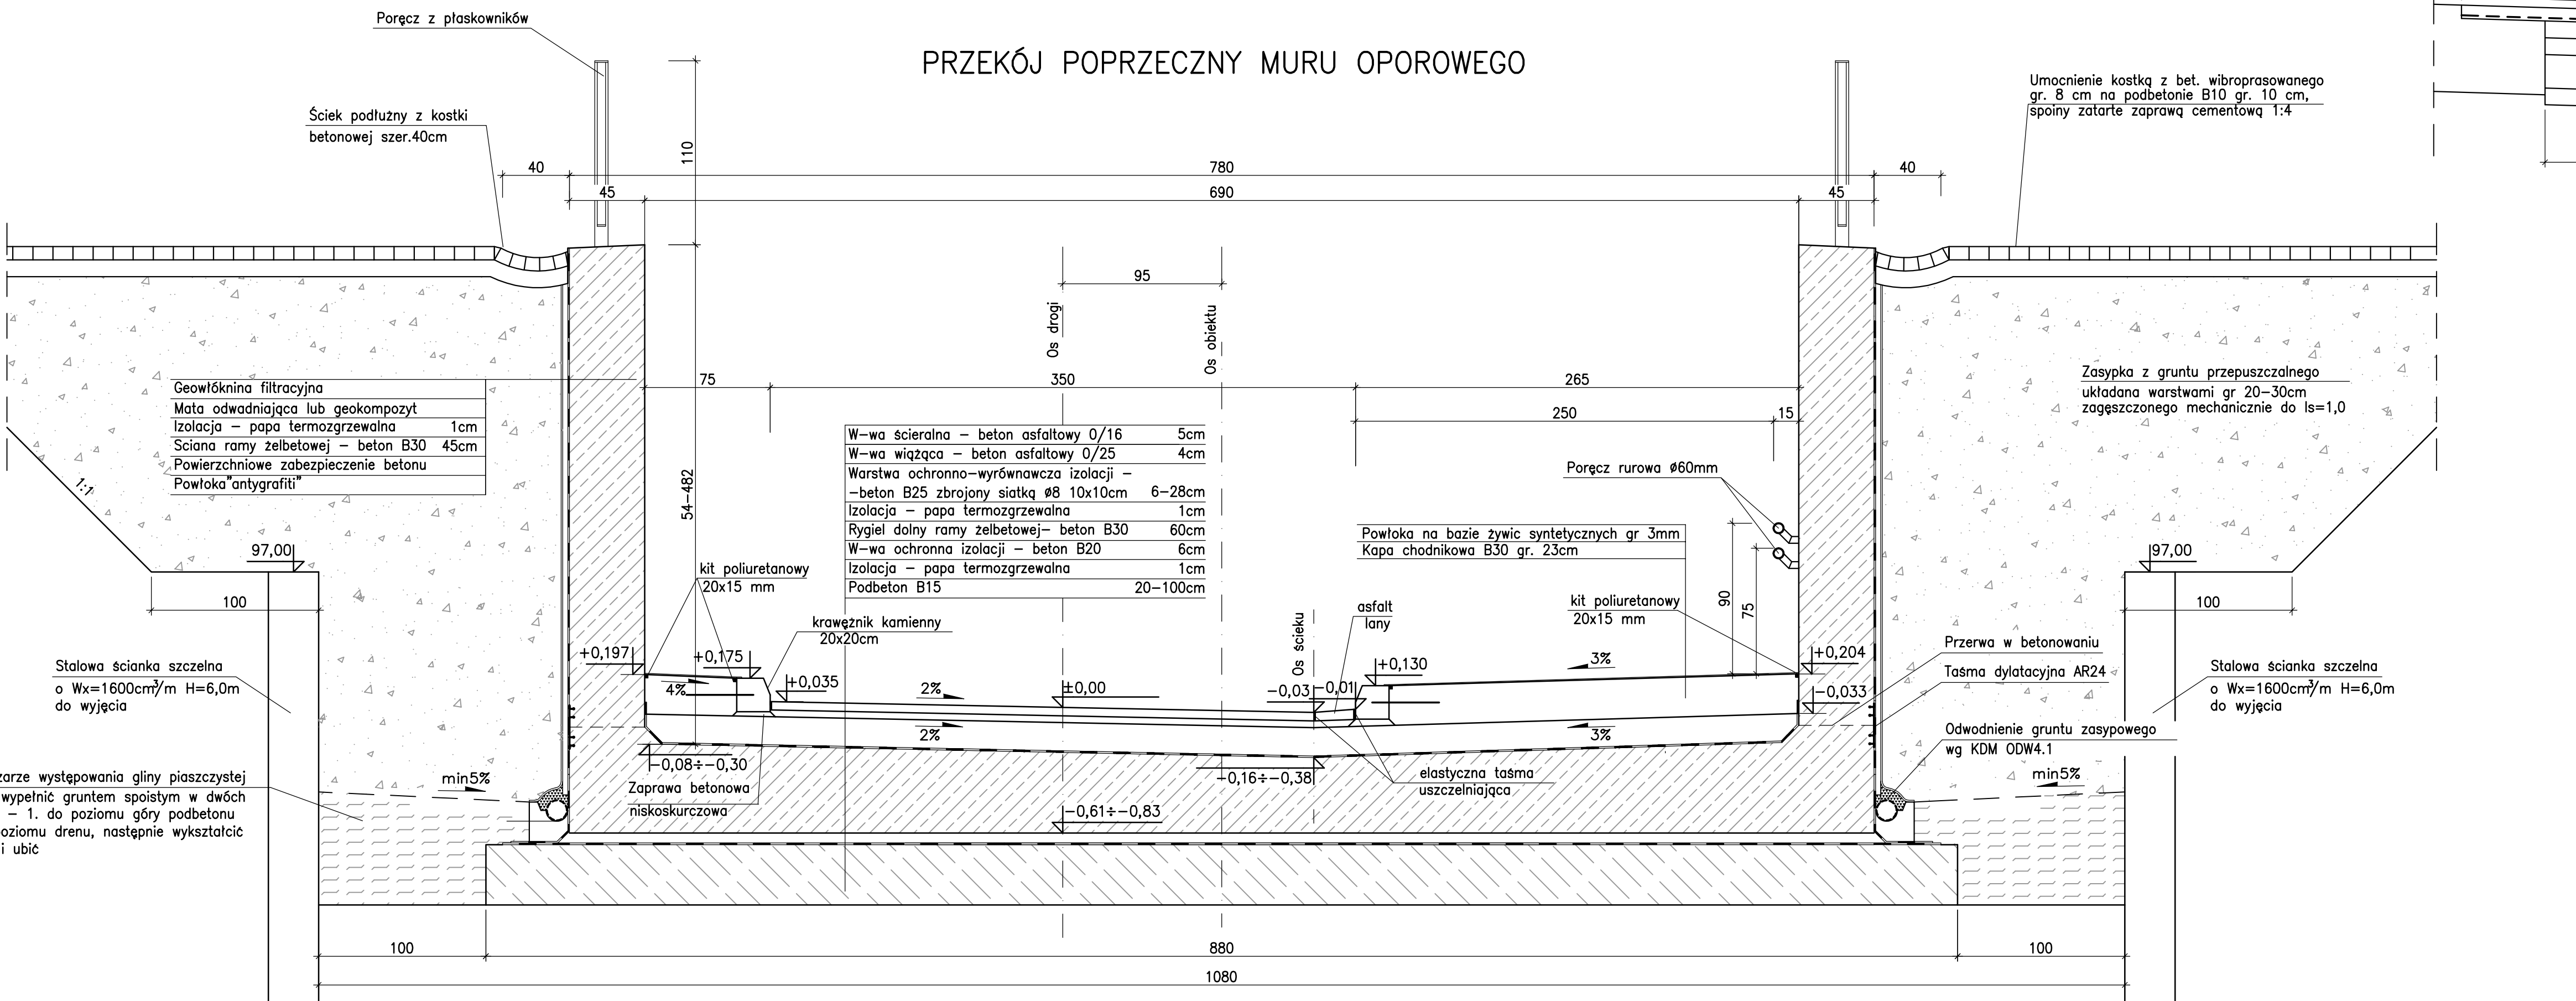 PRZEKÓJ POPRZECZNY MURU OPOROWEGO
Poręcz z płaskowników
Ściek podłużny z kostki
betonowej szer.40cm
Umocnienie kostką z bet. wibroprasowanego
gr. 8 cm na podbetonie B10 gr. 10 cm,
spoiny zatarte zaprawą cementową 1:4
110
40
780
40
45
690
45
95
Os drogi
Os obiektu
75
350
265
250
15
54-482
Geowłóknina filtracyjna
Mata odwadniająca lub geokompozyt
Izolacja – papa termozgrzewalna 1cm
Sciana ramy żelbetowej – beton B30 45cm
Powierzchniowe zabezpieczenie betonu
Powłoka"antygrafiti"
1:1
W-wa ścieralna – beton asfaltowy 0/16 5cm
W-wa wiążąca – beton asfaltowy 0/25 4cm
Warstwa ochronno-wyrównawcza izolacji –
-beton B25 zbrojony siatką ø8 10x10cm 6-28cm
Izolacja – papa termozgrzewalna 1cm
Rygiel dolny ramy żelbetowej– beton B30 60cm
W-wa ochronna izolacji – beton B20 6cm
Izolacja – papa termozgrzewalna 1cm
Podbeton B15 20-100cm
Zasypka z gruntu przepuszczalnego
układana warstwami gr 20-30cm
zagęszczonego mechanicznie do Is=1,0
Poręcz rurowa ø60mm
Powłoka na bazie żywic syntetycznych gr 3mm
Kapa chodnikowa B30 gr. 23cm
97,00
97,00
100
100
kit poliuretanowy
20x15 mm
krawężnik kamienny
20x20cm
Os ścieku
asfalt
lany
kit poliuretanowy
20x15 mm
90
75
Stalowa ścianka szczelna
o Wx=1600cm³/m H=6,0m
do wyjęcia
+0,197
+0,175
4%
+0,035
2%
±0,00
-0,03
-0,01
+0,130
3%
+0,204
-0,033
2%
3%
Przerwa w betonowaniu
Taśma dylatacyjna AR24
Stalowa ścianka szczelna
o Wx=1600cm³/m H=6,0m
do wyjęcia
Odwodnienie gruntu zasypowego
wg KDM ODW4.1
-0,08÷-0,30
Zaprawa betonowa
niskoskurczowa
-0,16÷-0,38
elastyczna taśma
uszczelniająca
-0,61÷-0,83
min5%
min5%
zarze występowania gliny piaszczystej
wypełnić gruntem spoistym w dwóch
– 1. do poziomu góry podbetonu
oziomu drenu, następnie wykształcić
i ubić
100
880
100
1080